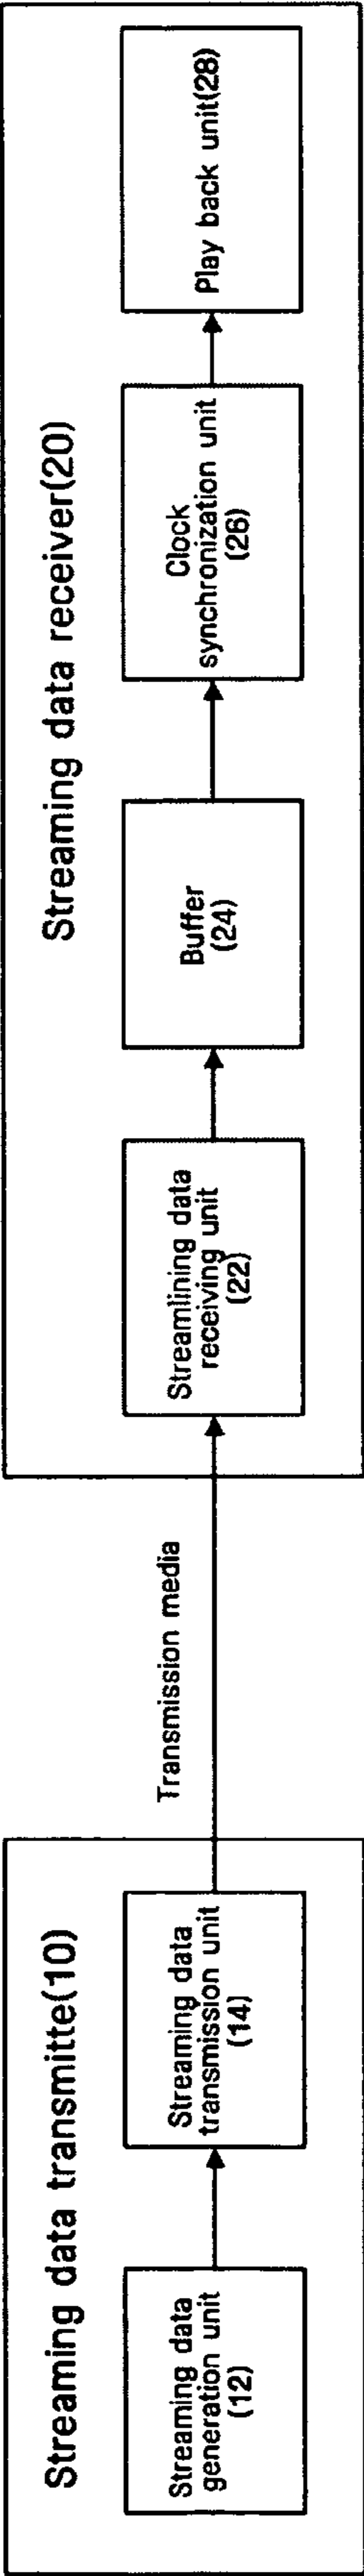 Streaming data transmitte(10)
Streaming data
generation unit
(12)
Streaming data
transmission unit
(14)
Transmission media
Streaming data receiver(20)
Streamlining data
receiving unit
(22)
Buffer
(24)
Clock
synchronization unit
(26)
Play back unit(28)